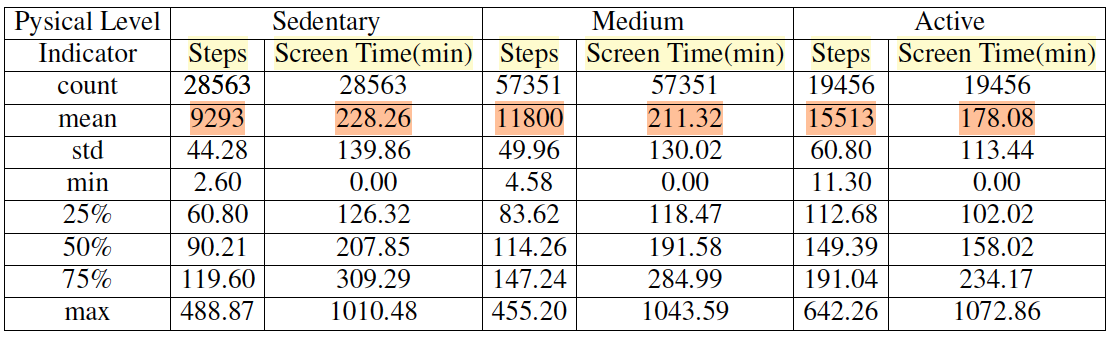 Pysical Level Sedentary Medium Active
Indicator Steps Screen Time(min) Steps Screen Time(min) Steps Screen Time(min)
count 28563 28563 57351 57351 19456 19456
mean 9293 228.26 11800 211.32 15513 178.08
std 44.28 139.86 49.96 130.02 60.80 113.44
min 2.60 0.00 4.58 0.00 11.30 0.00
25% 60.80 126.32 83.62 118.47 112.68 102.02
50% 90.21 207.85 114.26 191.58 149.39 158.02
75% 119.60 309.29 147.24 284.99 191.04 234.17
max 488.87 1010.48 455.20 1043.59 642.26 1072.86